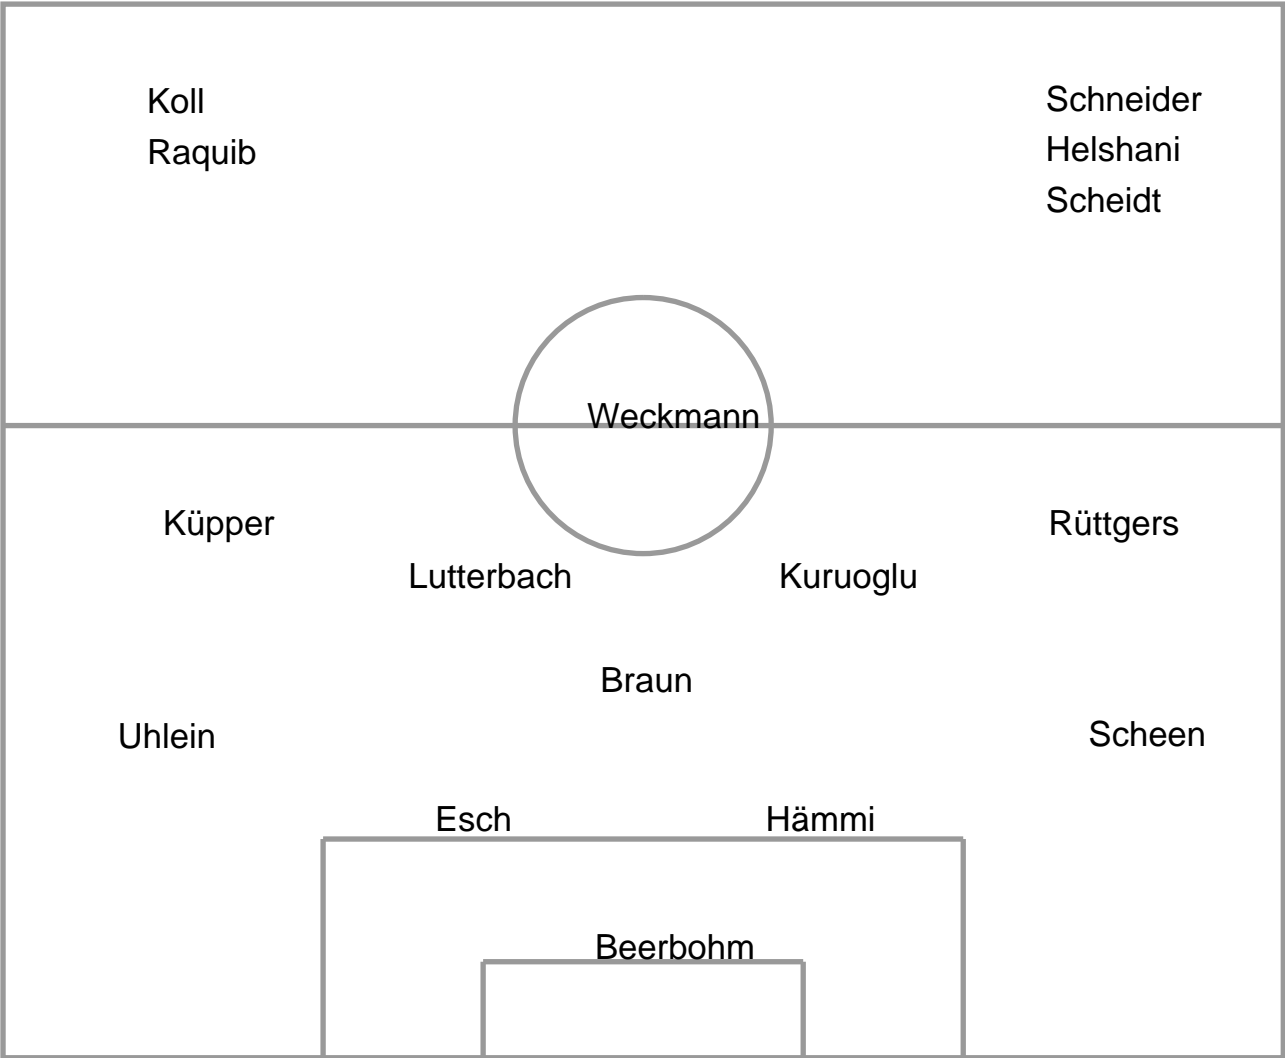 Koll
Raquib
Schneider
Helshani
Scheidt
Weckmann
Küpper
Rüttgers
Lutterbach
Kuruoglu
Braun
Uhlein
Scheen
Esch
Hämmi
Beerbohm